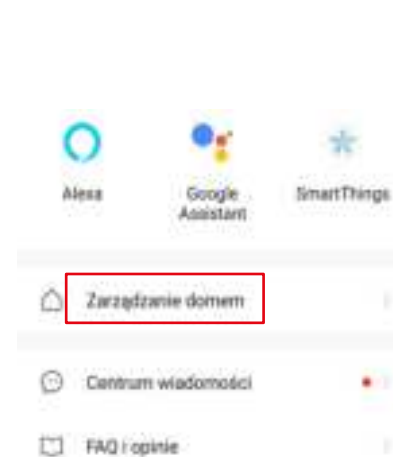 Alexa
Google
Assistant
SmartThings
Zarządzanie domem
Centrum wiadomości
FAQ i opinie